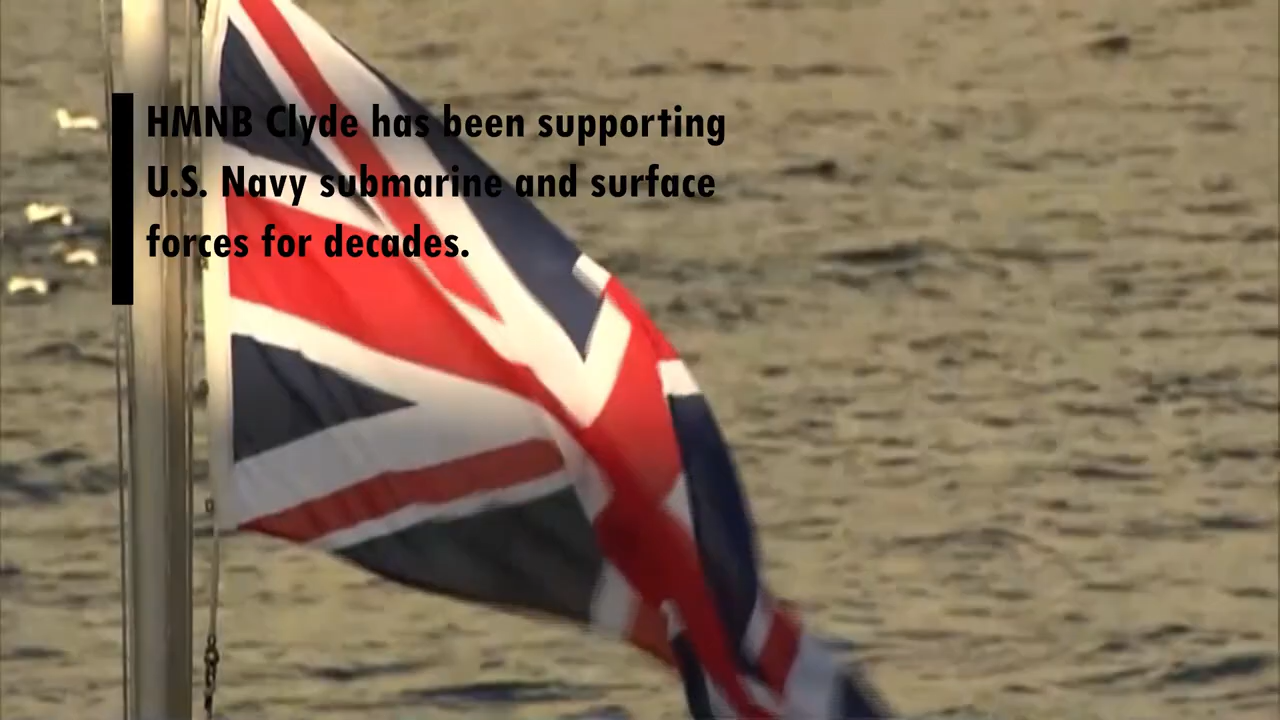 HMNB Clyde has been supporting
U.S. Navy submarine and surface
forces for decades.